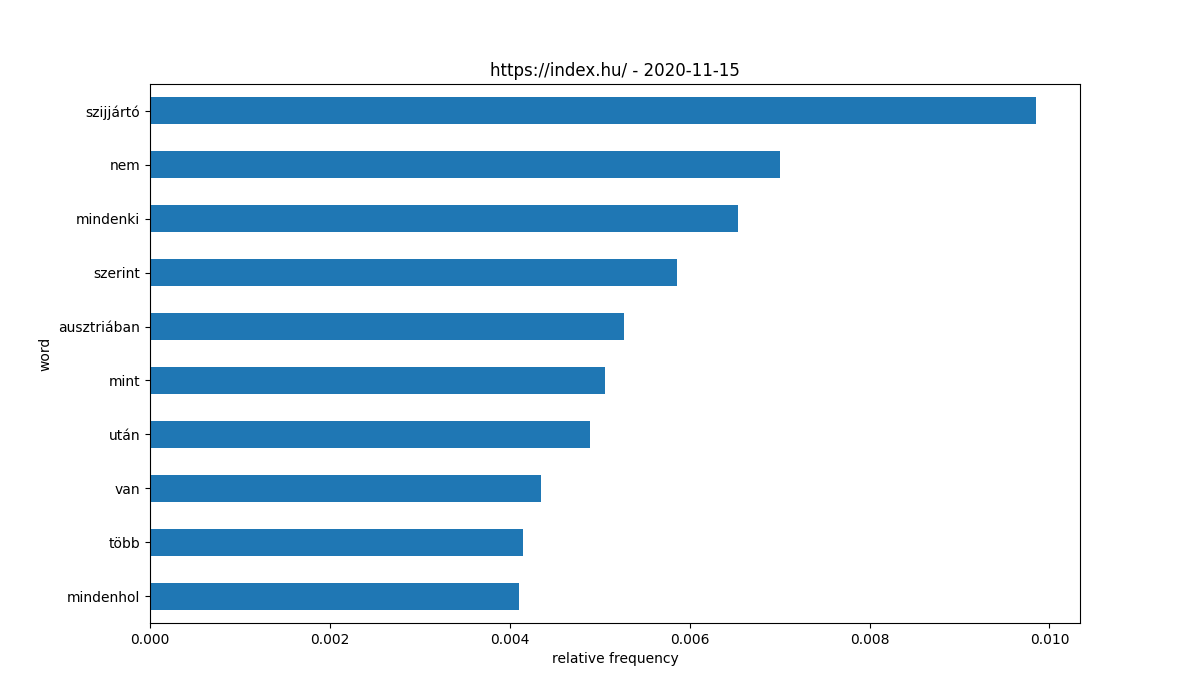 https://index.hu/ - 2020-11-15
szijjártó
nem
mindenki
szerint
ausztriában
mint
után
van
több
mindenhol
word
0.000 0.002 0.004 0.006 0.008 0.010
relative frequency